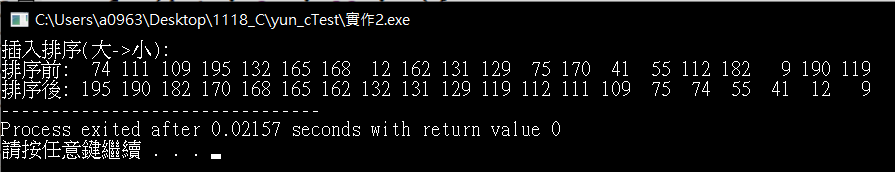 C:\Users\a0963\Desktop\1118_C\yun_cTest\實作2.exe
插入排序(大->小):
排序前:  74 111 109 195 132 165 168  12 162 131 129  75 170  41  55 112 182   9 190 119
排序後: 195 190 182 170 168 165 162 132 131 129 119 112 111 109  75  74  55  41  12   9
--------------------------------
Process exited after 0.02157 seconds with return value 0
請按任意鍵繼續 . . .